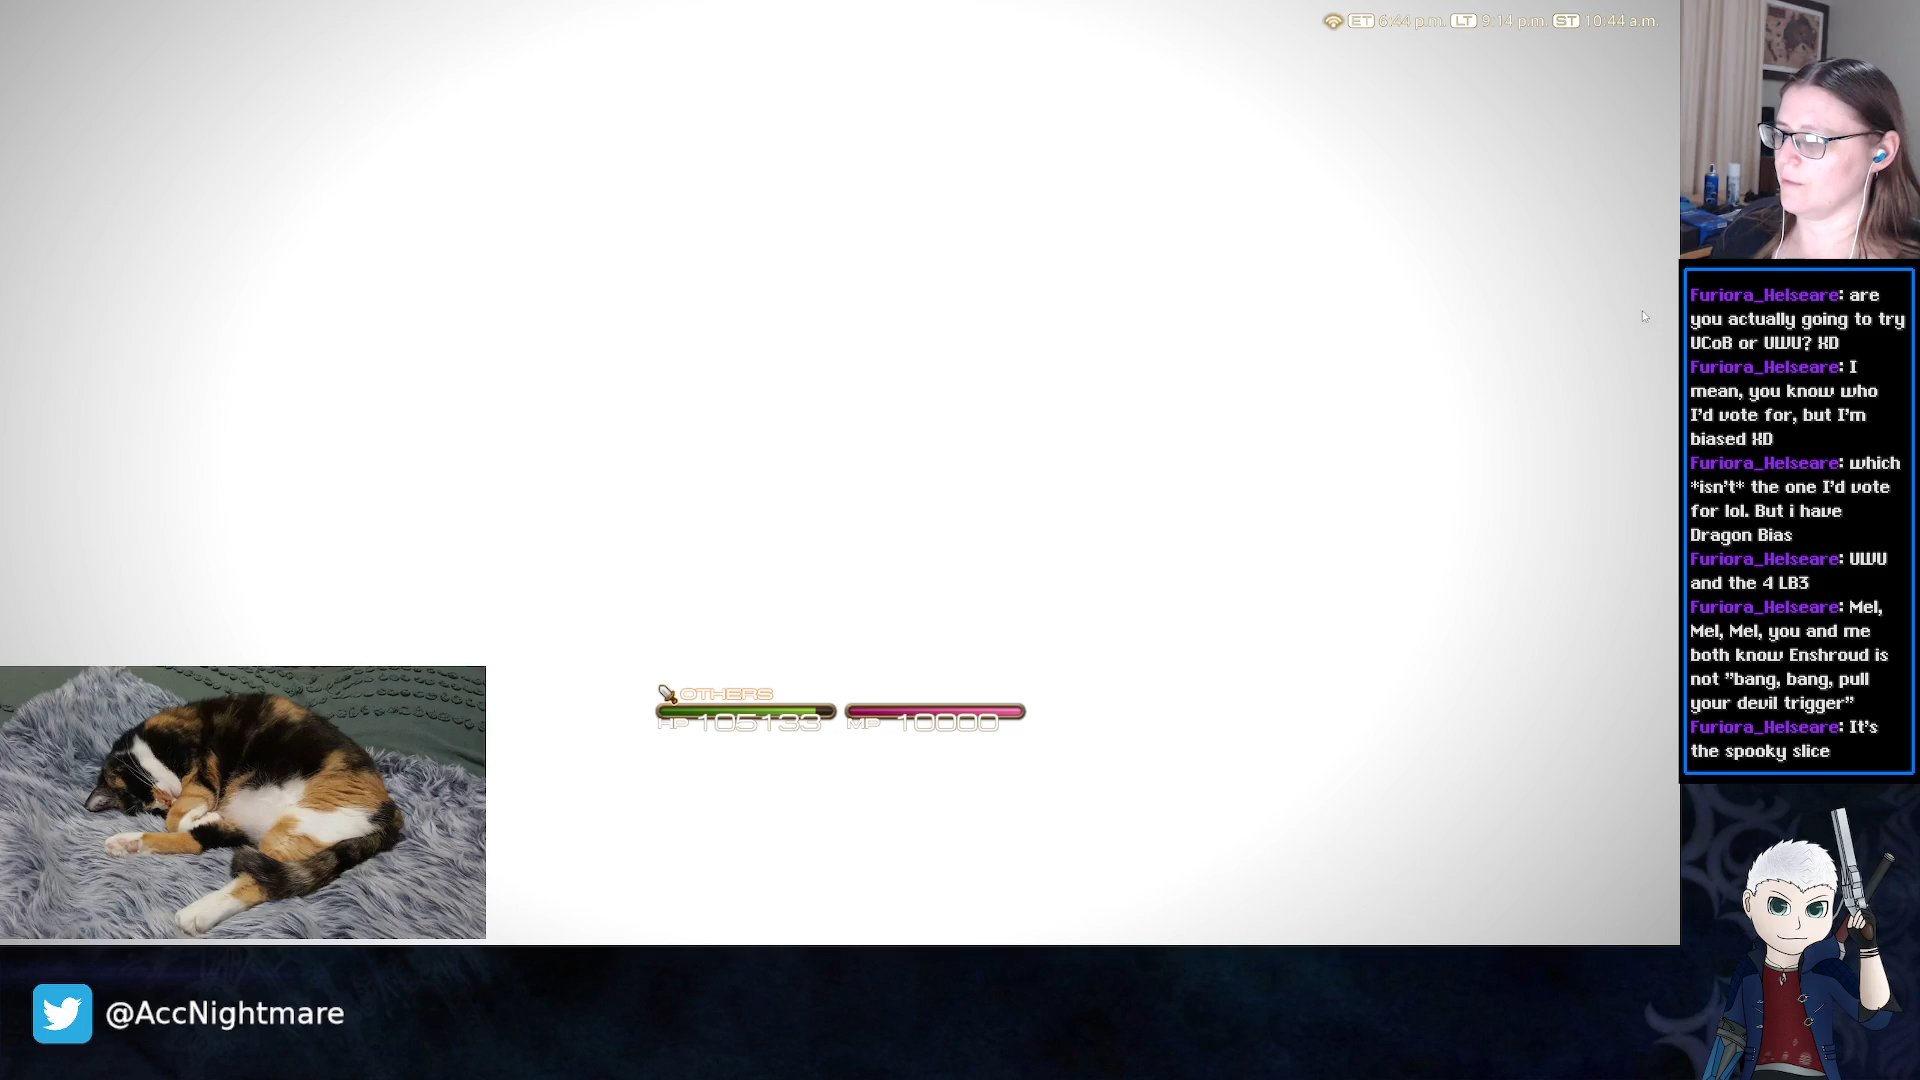 ET 6:44 p.m. LT 9:14 p.m. ST 10:44 a.m.
Furiora_Helseare: are
you actually going to try
UCoB or UWU? XD
Furiora_Helseare: I
mean, you know who
I'd vote for, but I'm
biased XD
Furiora_Helseare: which
*isn't* the one I'd vote
for lol. But i have
Dragon Bias
Furiora_Helseare: UWU
and the 4 LB3
Furiora_Helseare: Mel,
Mel, Mel, you and me
both know Enshroud is
not "bang, bang, pull
your devil trigger"
Furiora_Helseare: It's
the spooky slice
OTHERS
HP 105133 MP 10000
@AccNightmare